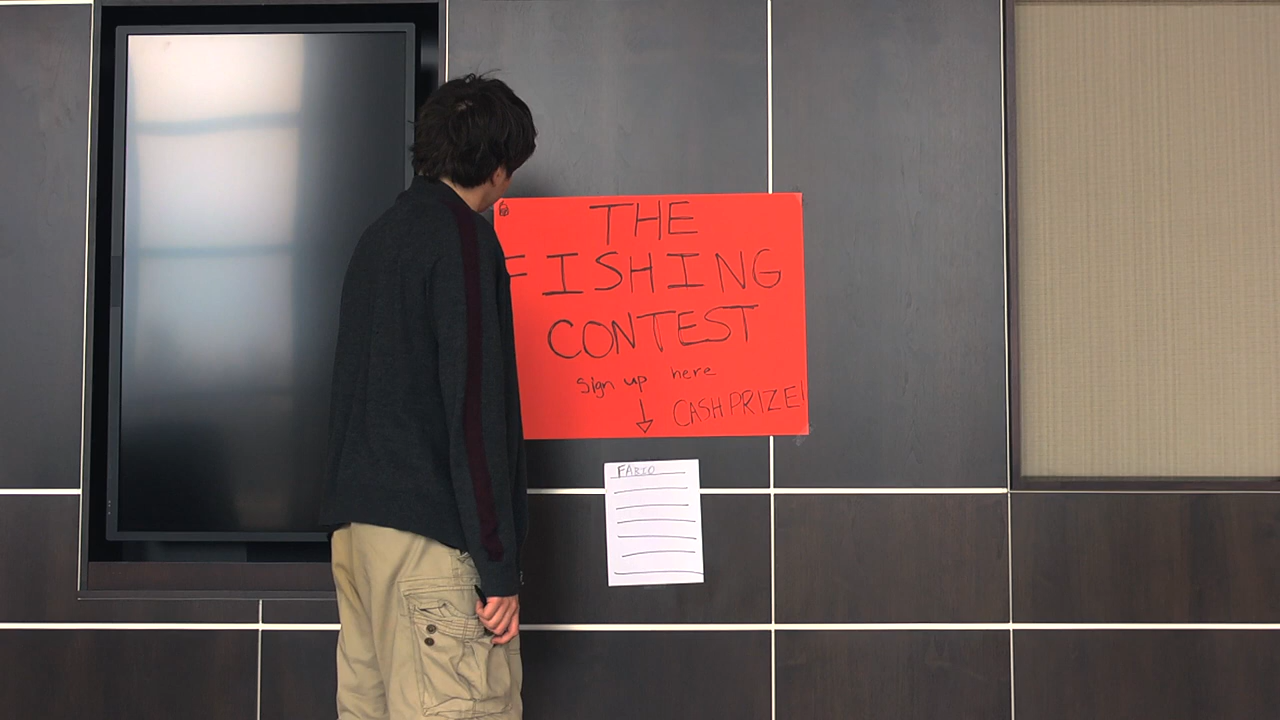 THE
FISHING
CONTEST
sign up here
CASH PRIZE!
FABIO